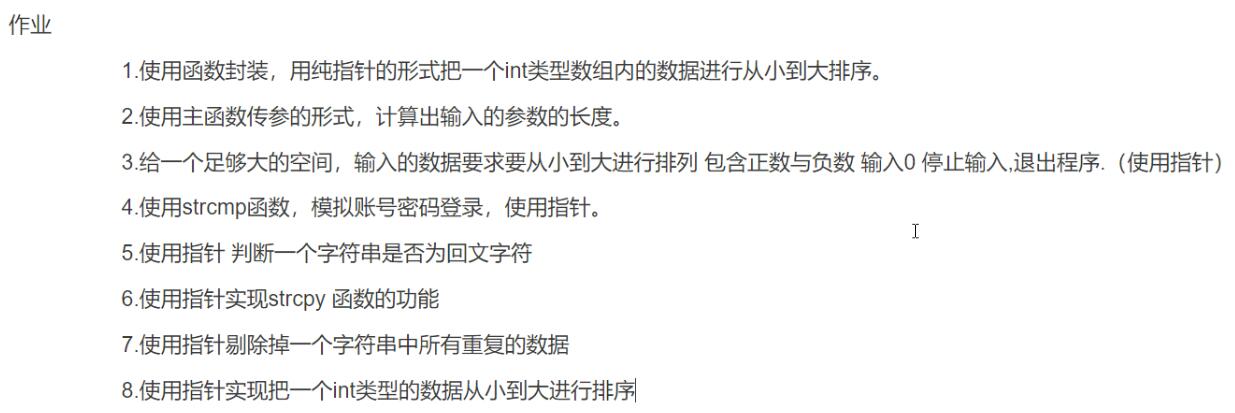 作业
1.使用函数封装，用纯指针的形式把一个int类型数组内的数据进行从小到大排序。
2.使用主函数传参的形式，计算出输入的参数的长度。
3.给一个足够大的空间，输入的数据要求要从小到大进行排列 包含正数与负数 输入0 停止输入,退出程序.（使用指针）
4.使用strcmp函数，模拟账号密码登录，使用指针。
5.使用指针 判断一个字符串是否为回文字符
6.使用指针实现strcpy 函数的功能
7.使用指针剔除掉一个字符串中所有重复的数据
8.使用指针实现把一个int类型的数据从小到大进行排序